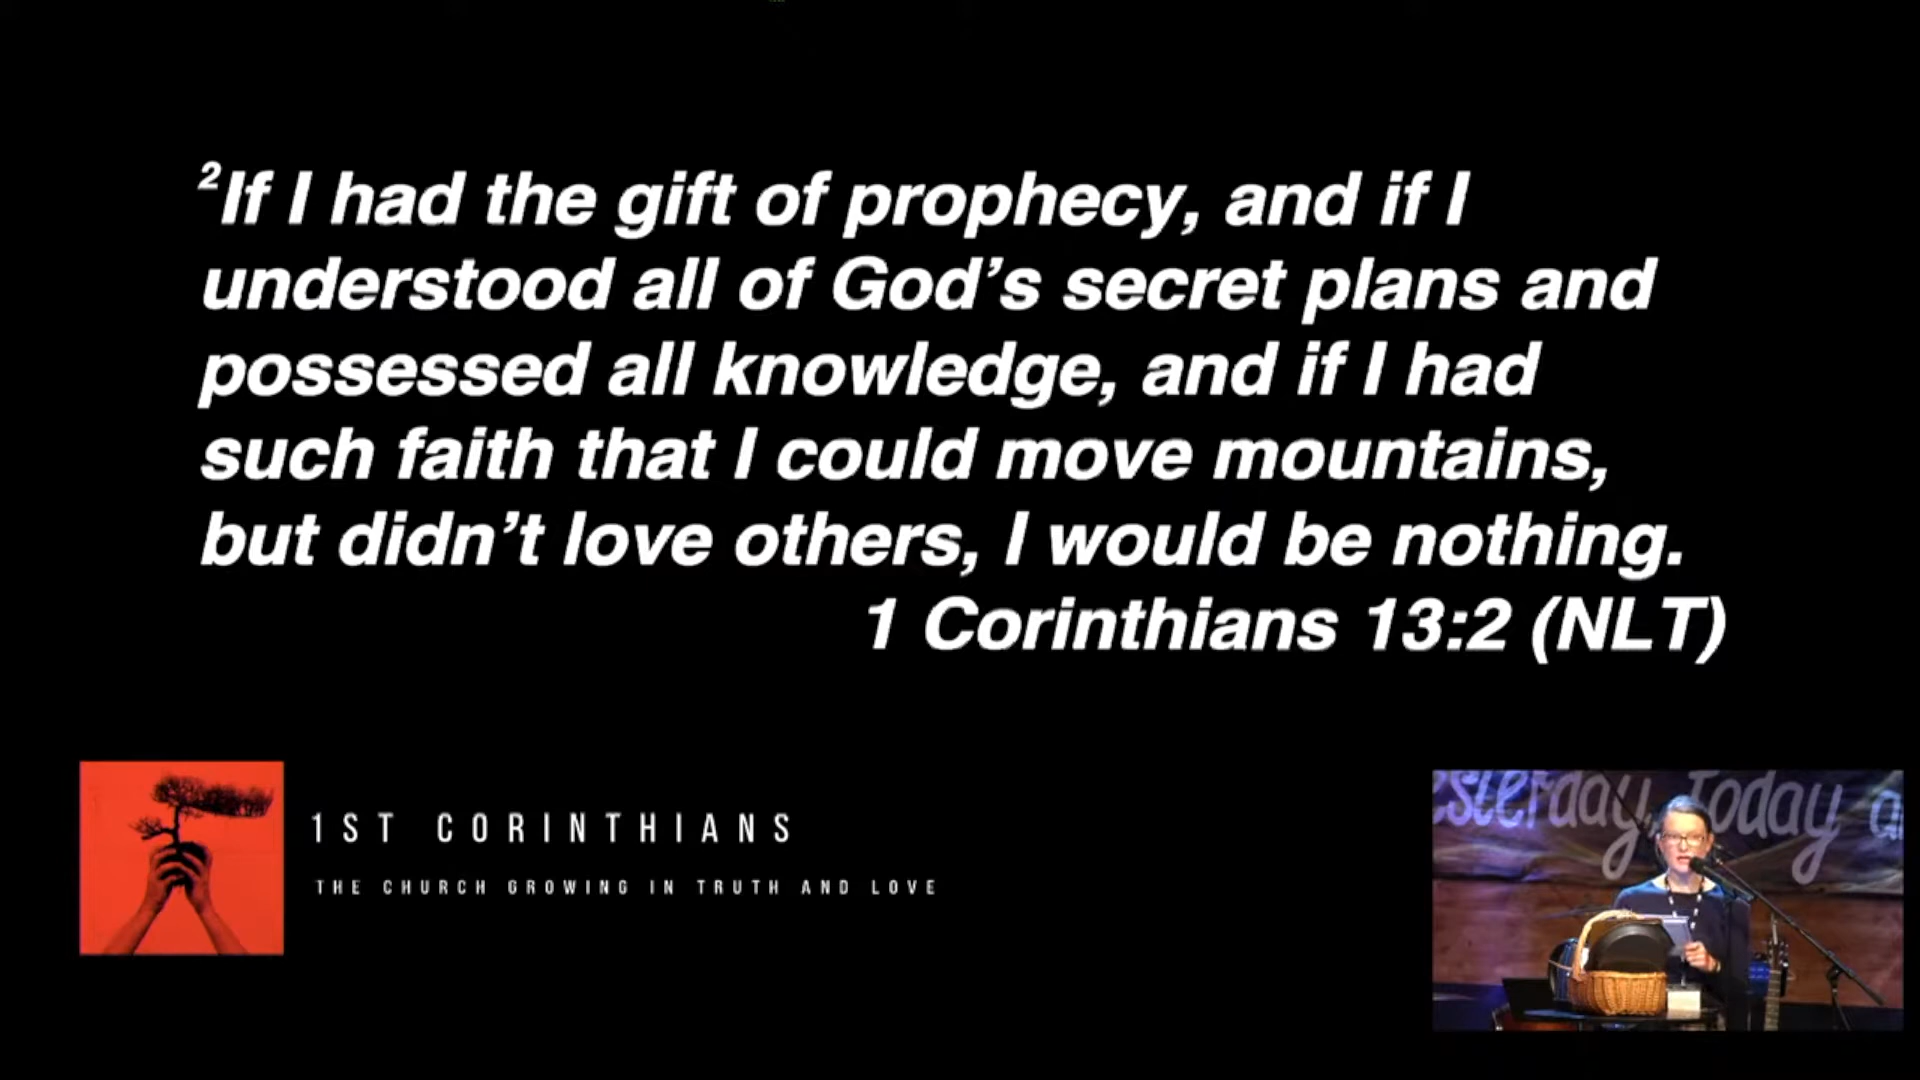 ²If I had the gift of prophecy, and if I
understood all of God’s secret plans and
possessed all knowledge, and if I had
such faith that I could move mountains,
but didn’t love others, I would be nothing.
1 Corinthians 13:2 (NLT)
1ST CORINTHIANS
THE CHURCH GROWING IN TRUTH AND LOVE
esterday, Today a